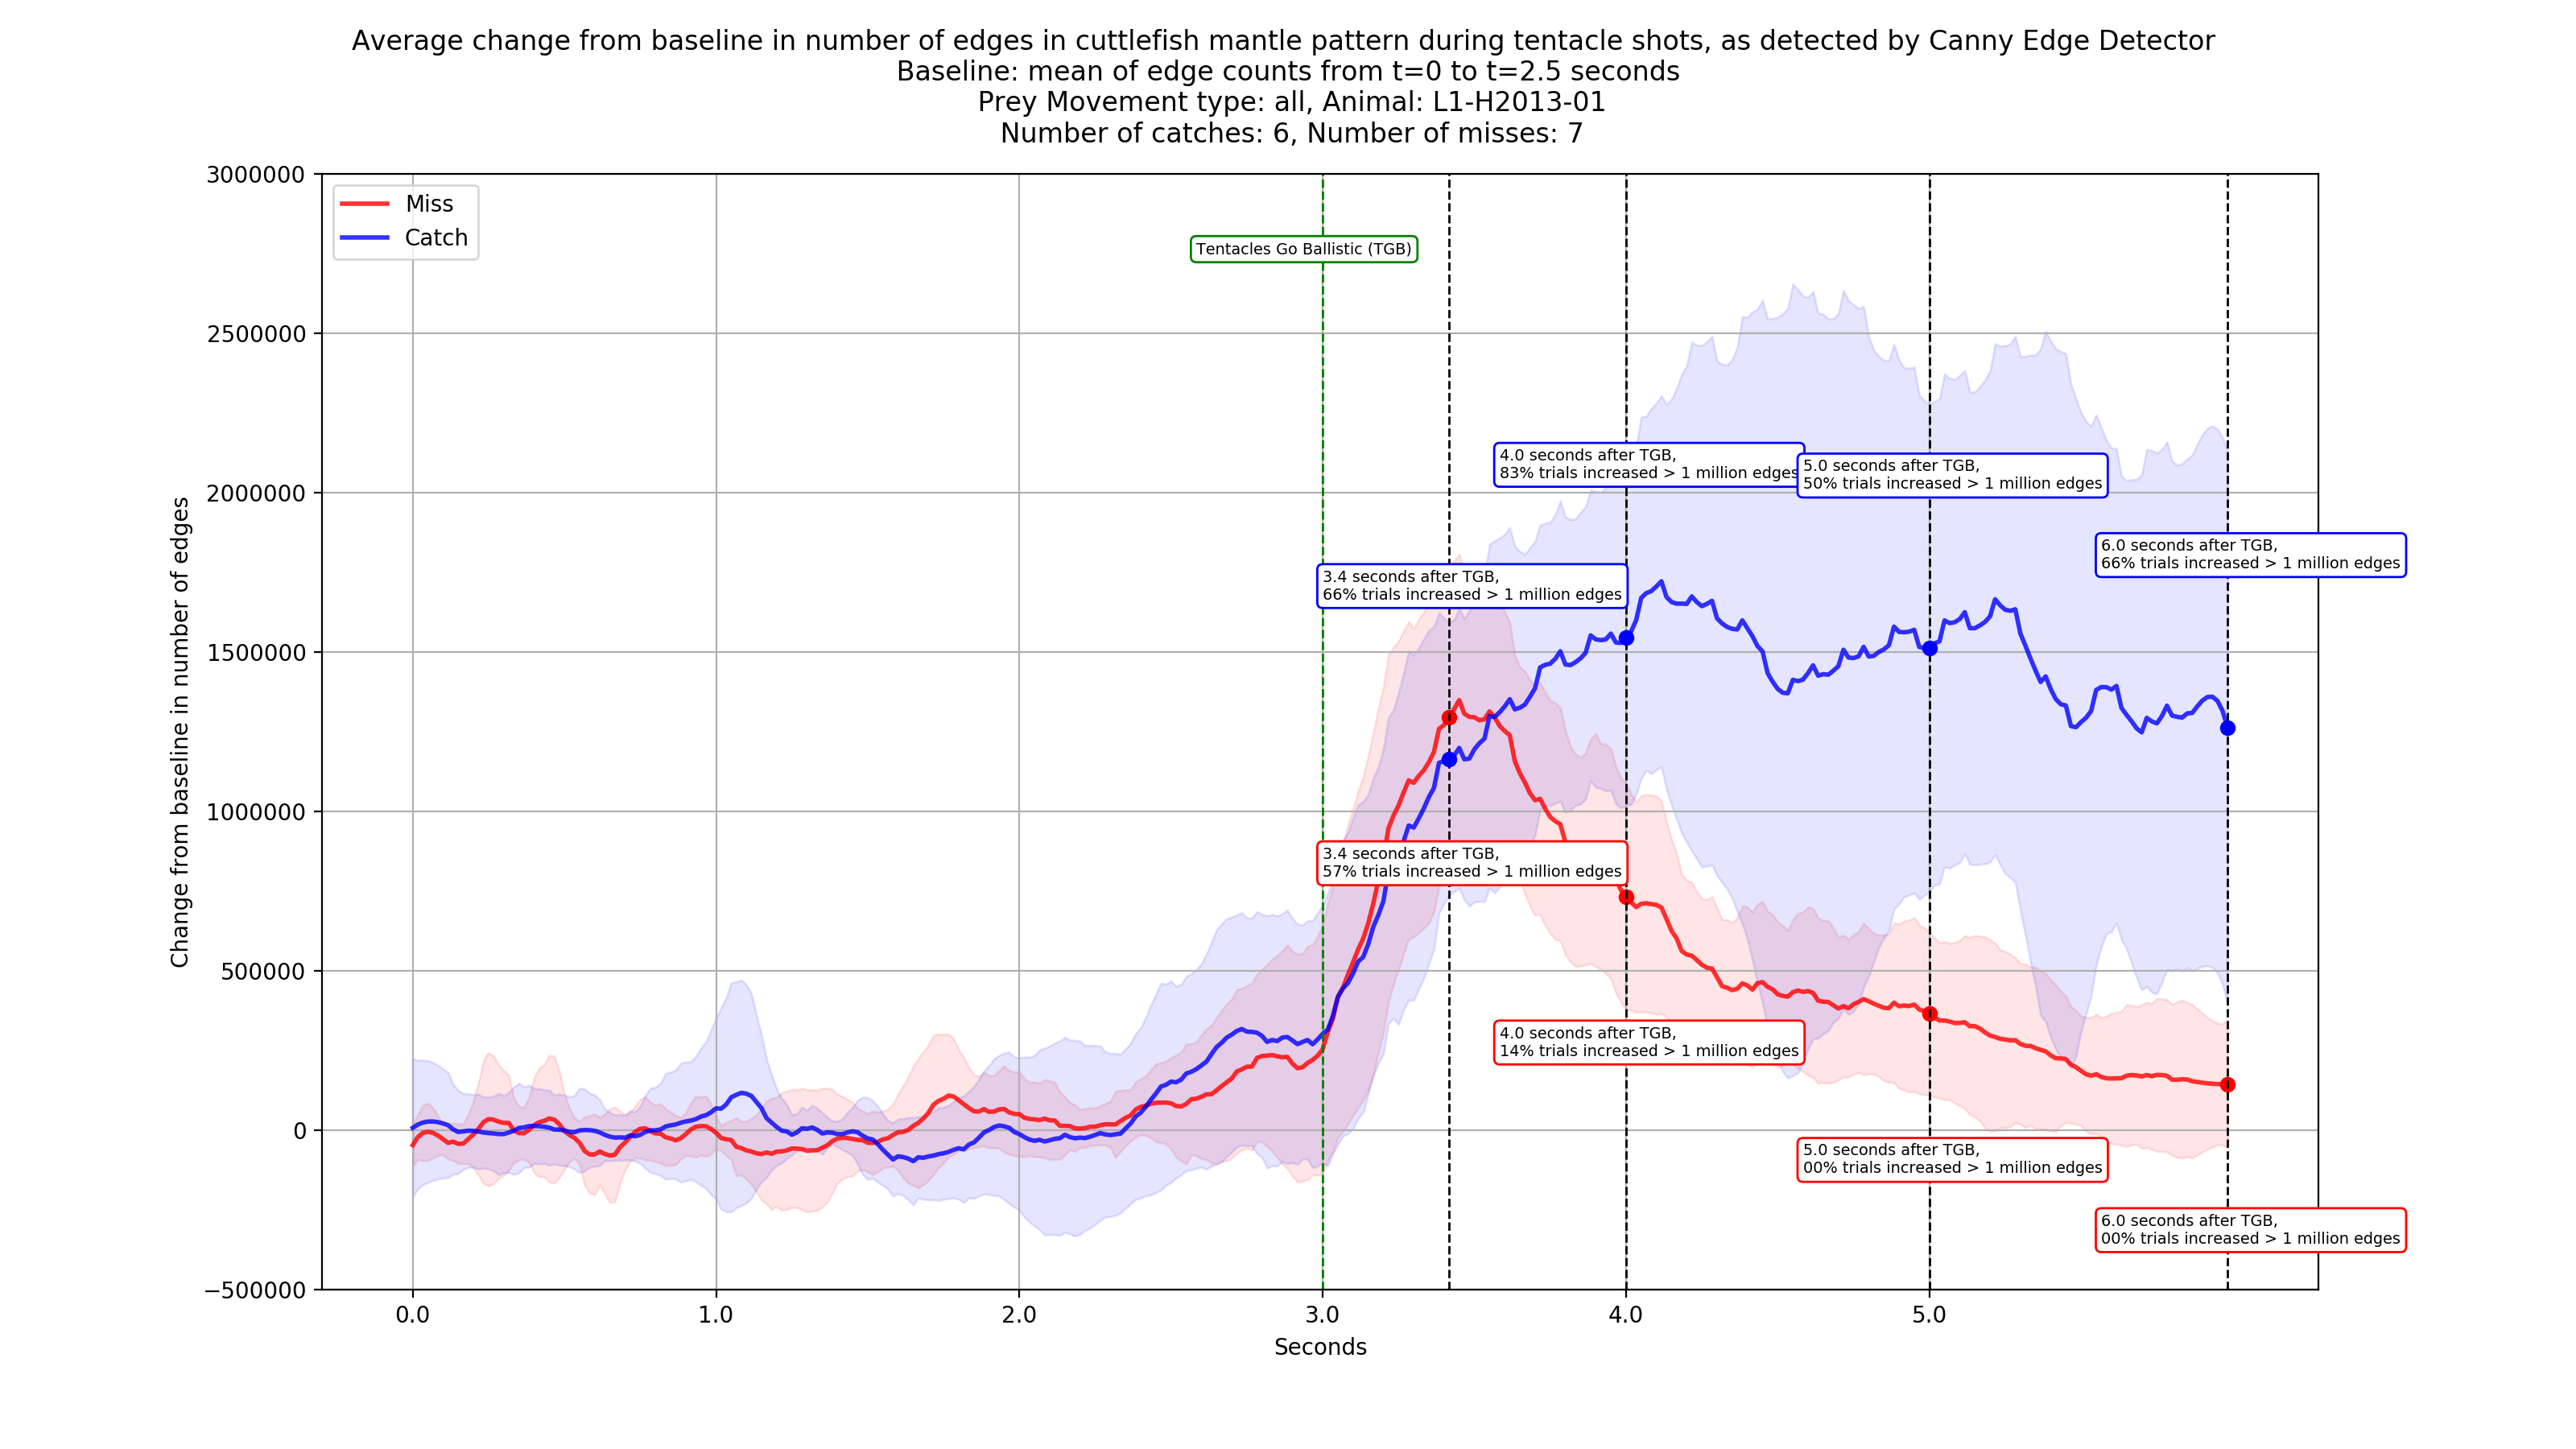 Average change from baseline in number of edges in cuttlefish mantle pattern during tentacle shots, as detected by Canny Edge Detector
Baseline: mean of edge counts from t=0 to t=2.5 seconds
Prey Movement type: all, Animal: L1-H2013-01
Number of catches: 6, Number of misses: 7
3000000
2500000
2000000
1500000
1000000
500000
0
−500000
Change from baseline in number of edges
Miss
Catch
Tentacles Go Ballistic (TGB)
4.0 seconds after TGB,
83% trials increased > 1 million edges
5.0 seconds after TGB,
50% trials increased > 1 million edges
6.0 seconds after TGB,
66% trials increased > 1 million edges
3.4 seconds after TGB,
66% trials increased > 1 million edges
3.4 seconds after TGB,
57% trials increased > 1 million edges
4.0 seconds after TGB,
14% trials increased > 1 million edges
5.0 seconds after TGB,
00% trials increased > 1 million edges
6.0 seconds after TGB,
00% trials increased > 1 million edges
0.0
1.0
2.0
3.0
4.0
5.0
Seconds